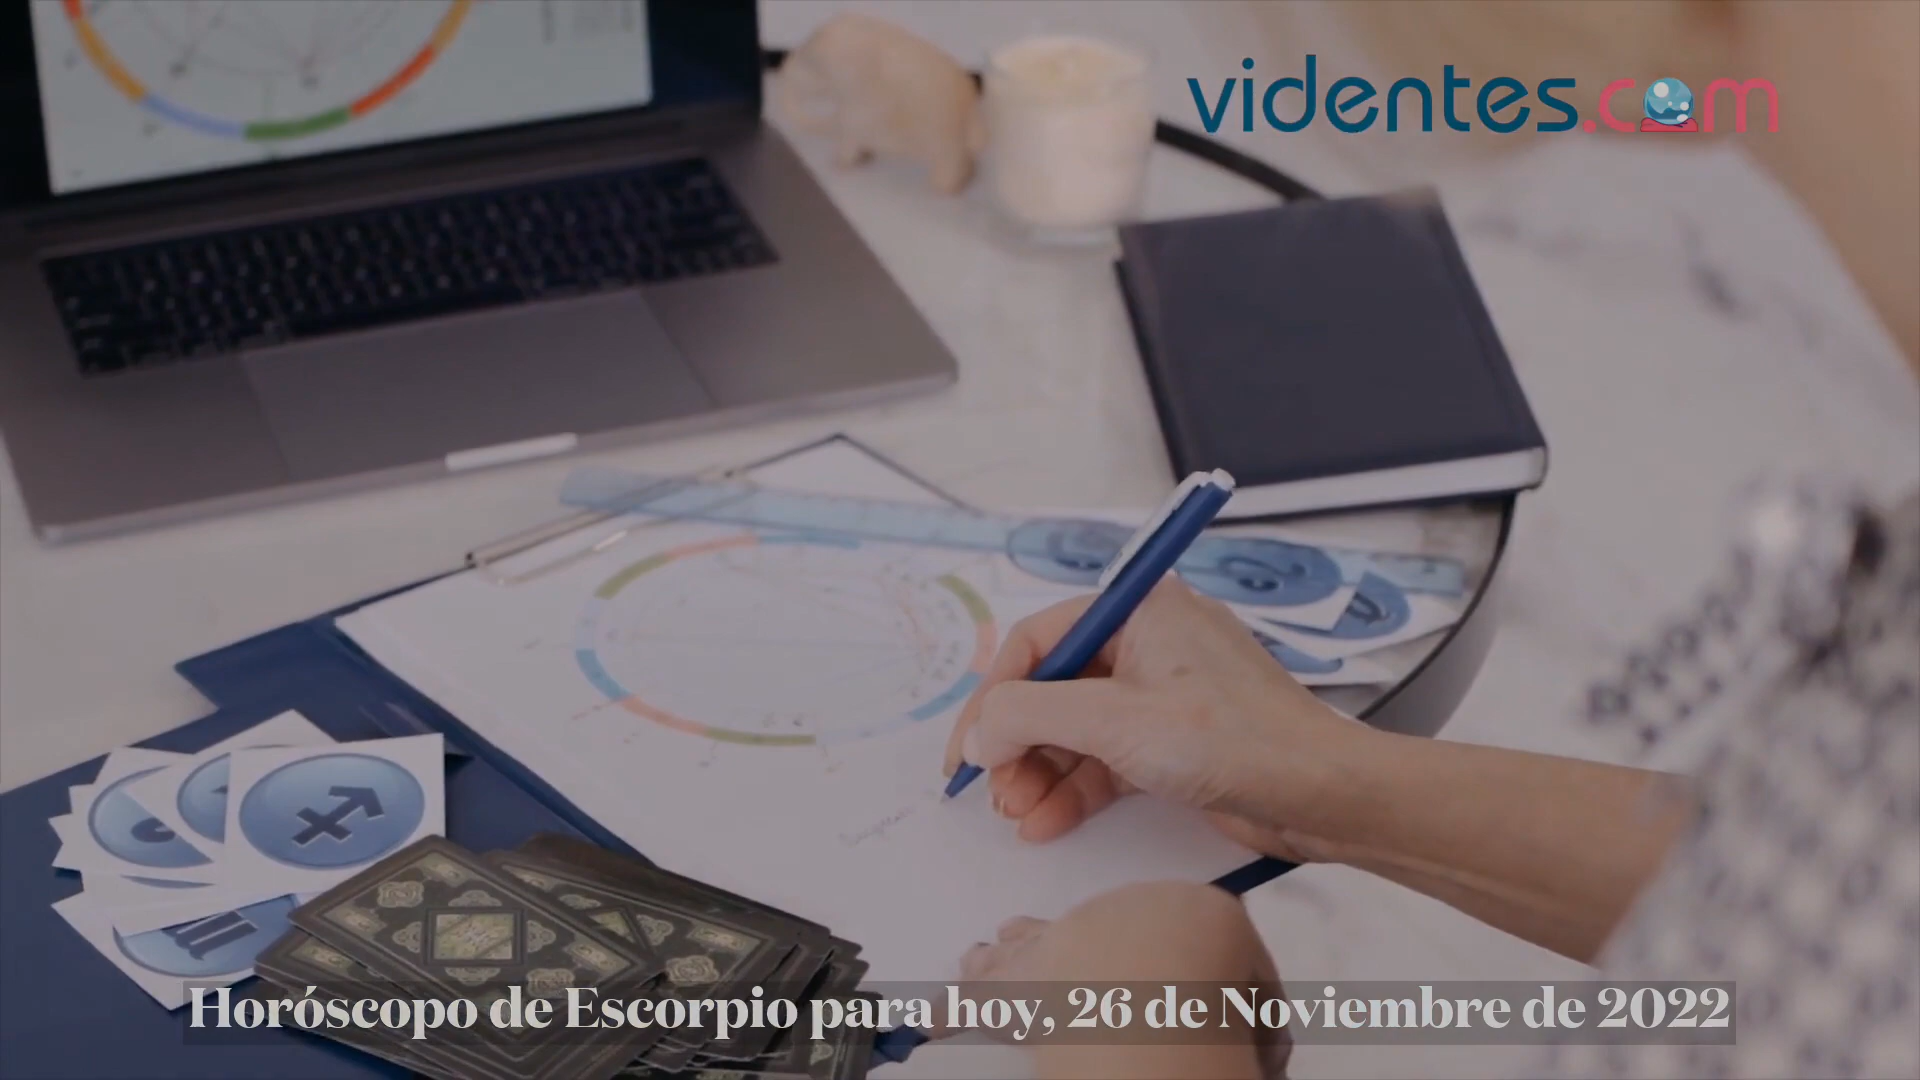 videntes.com
Horóscopo de Escorpio para hoy, 26 de Noviembre de 2022